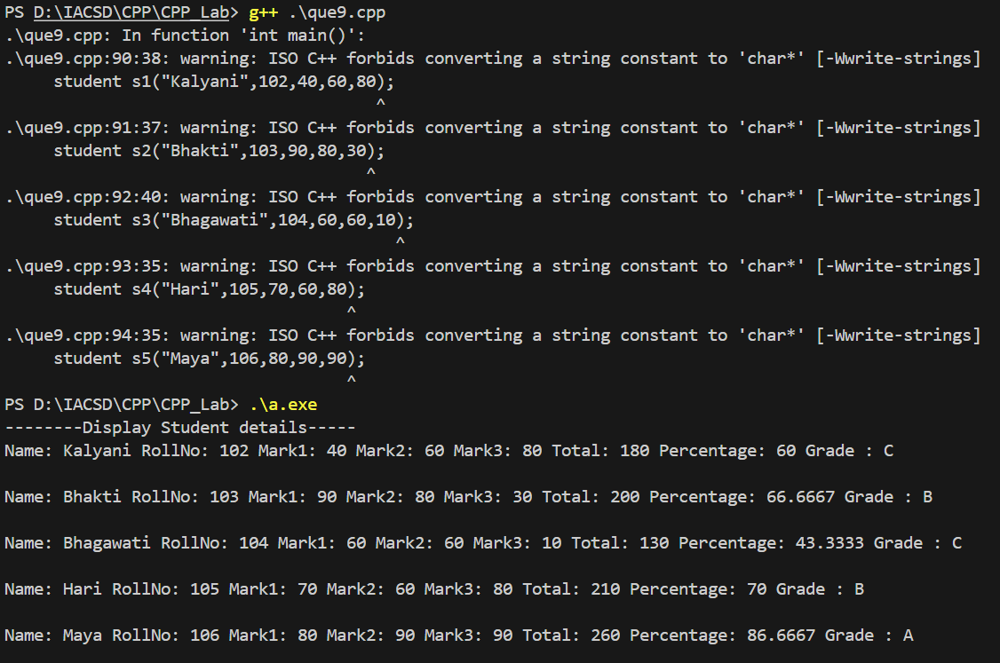 PS D:\IACSD\CPP\CPP_Lab> g++ .\que9.cpp
.\que9.cpp: In function 'int main()':
.\que9.cpp:90:38: warning: ISO C++ forbids converting a string constant to 'char*' [-Wwrite-strings]
     student s1("Kalyani",102,40,60,80);
                                      ^
.\que9.cpp:91:37: warning: ISO C++ forbids converting a string constant to 'char*' [-Wwrite-strings]
     student s2("Bhakti",103,90,80,30);
                                     ^
.\que9.cpp:92:40: warning: ISO C++ forbids converting a string constant to 'char*' [-Wwrite-strings]
     student s3("Bhagawati",104,60,60,10);
                                        ^
.\que9.cpp:93:35: warning: ISO C++ forbids converting a string constant to 'char*' [-Wwrite-strings]
     student s4("Hari",105,70,60,80);
                                   ^
.\que9.cpp:94:35: warning: ISO C++ forbids converting a string constant to 'char*' [-Wwrite-strings]
     student s5("Maya",106,80,90,90);
                                   ^
PS D:\IACSD\CPP\CPP_Lab> .\a.exe
--------Display Student details-----
Name: Kalyani RollNo: 102 Mark1: 40 Mark2: 60 Mark3: 80 Total: 180 Percentage: 60 Grade : C
Name: Bhakti RollNo: 103 Mark1: 90 Mark2: 80 Mark3: 30 Total: 200 Percentage: 66.6667 Grade : B
Name: Bhagawati RollNo: 104 Mark1: 60 Mark2: 60 Mark3: 10 Total: 130 Percentage: 43.3333 Grade : C
Name: Hari RollNo: 105 Mark1: 70 Mark2: 60 Mark3: 80 Total: 210 Percentage: 70 Grade : B
Name: Maya RollNo: 106 Mark1: 80 Mark2: 90 Mark3: 90 Total: 260 Percentage: 86.6667 Grade : A